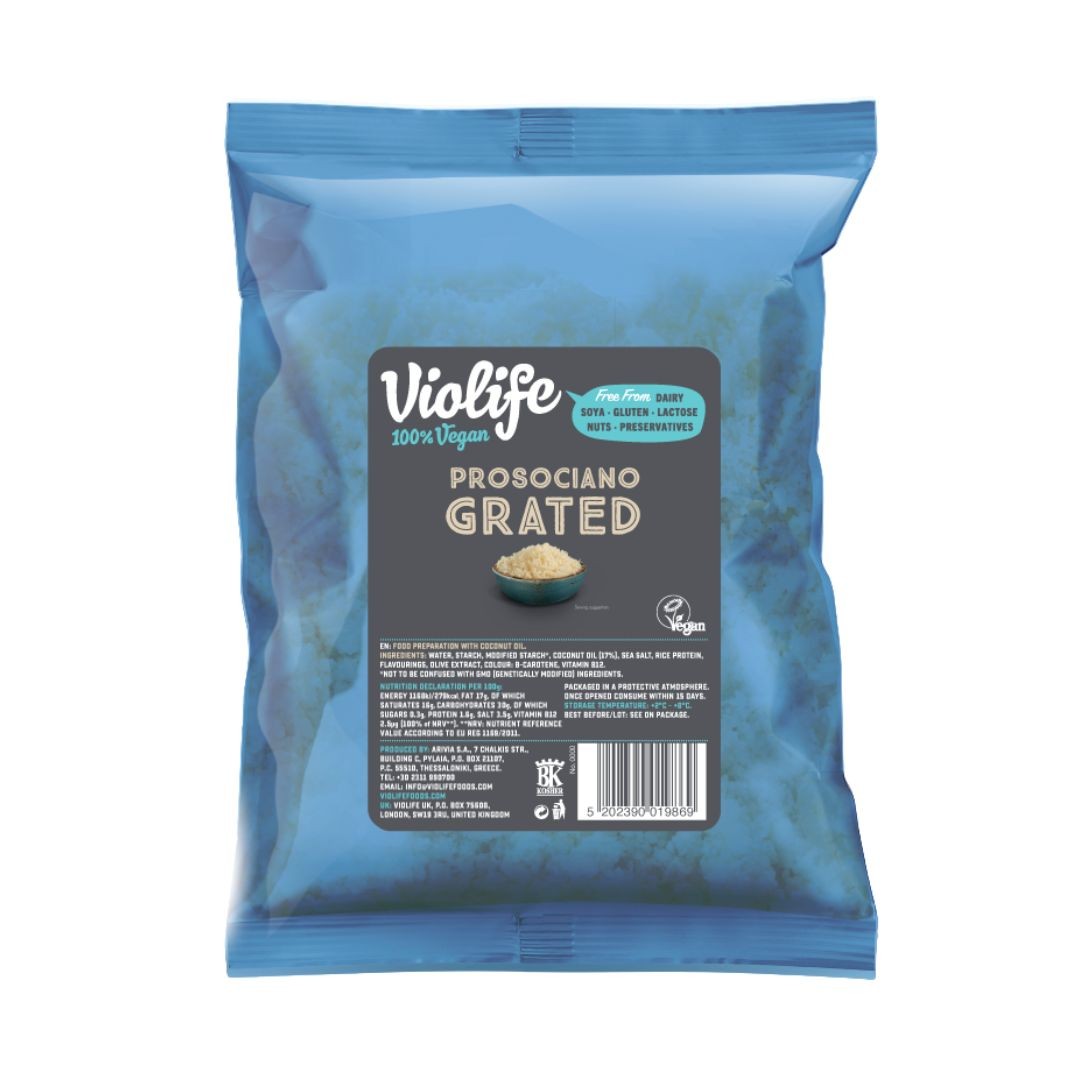 Violife
100% Vegan
Free From DAIRY
SOYA · GLUTEN · LACTOSE
NUTS · PRESERVATIVES
PROSOCIANO
GRATED
Serving suggestion
Vegan
EN: FOOD PREPARATION WITH COCONUT OIL.
INGREDIENTS: WATER, STARCH, MODIFIED STARCH*, COCONUT OIL (17%), SEA SALT, RICE PROTEIN,
FLAVOURINGS, OLIVE EXTRACT, COLOUR: B-CAROTENE, VITAMIN B12.
*NOT TO BE CONFUSED WITH GMO (GENETICALLY MODIFIED) INGREDIENTS.
NUTRITION DECLARATION PER 100g:
ENERGY 1168kJ/279kcal, FAT 17g, OF WHICH
SATURATES 16g, CARBOHYDRATES 30g, OF WHICH
SUGARS 0.3g, PROTEIN 1.6g, SALT 3.5g, VITAMIN B12
2.5μg (100% of NRV**). **NRV: NUTRIENT REFERENCE
VALUE ACCORDING TO EU REG 1169/2011.
PACKAGED IN A PROTECTIVE ATMOSPHERE.
ONCE OPENED CONSUME WITHIN 15 DAYS.
STORAGE TEMPERATURE: +2°C - +8°C.
BEST BEFORE/LOT: SEE ON PACKAGE.
PRODUCED BY: ARIVIA S.A., 7 CHALKIS STR.,
BUILDING C, PYLAIA, P.O. BOX 21107,
P.C. 55510, THESSALONIKI, GREECE.
TEL: +30 2311 990700
EMAIL: INFO@VIOLIFEFOODS.COM
VIOLIFEFOODS.COM
UK: VIOLIFE UK, P.O. BOX 75600,
LONDON, SW19 3RU, UNITED KINGDOM
BK
KOSHER
No. 0000
5 202390 019869